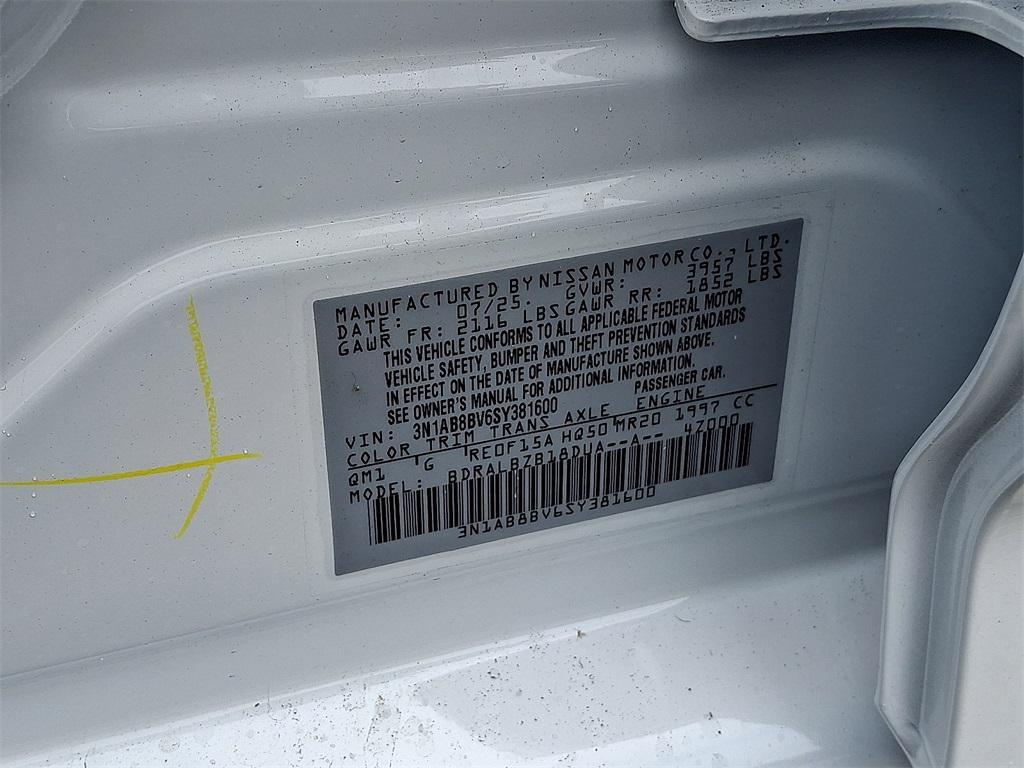 MANUFACTURED BY NISSAN MOTOR CO., LTD.
DATE: 07/25. GVWR: 3957 LBS
GAWR FR: 2116 LBS GAWR RR: 1852 LBS
THIS VEHICLE CONFORMS TO ALL APPLICABLE FEDERAL MOTOR
VEHICLE SAFETY, BUMPER AND THEFT PREVENTION STANDARDS
IN EFFECT ON THE DATE OF MANUFACTURE SHOWN ABOVE.
SEE OWNER'S MANUAL FOR ADDITIONAL INFORMATION.
VIN: 3N1AB8BV6SY381600 PASSENGER CAR.
COLOR TRIM TRANS AXLE ENGINE
QM1 G RE0F15A HQ50 MR20 1997 CC
MODEL: BDRALBZB18DUA--A-- 4Z000
3N1AB8BV6SY381600